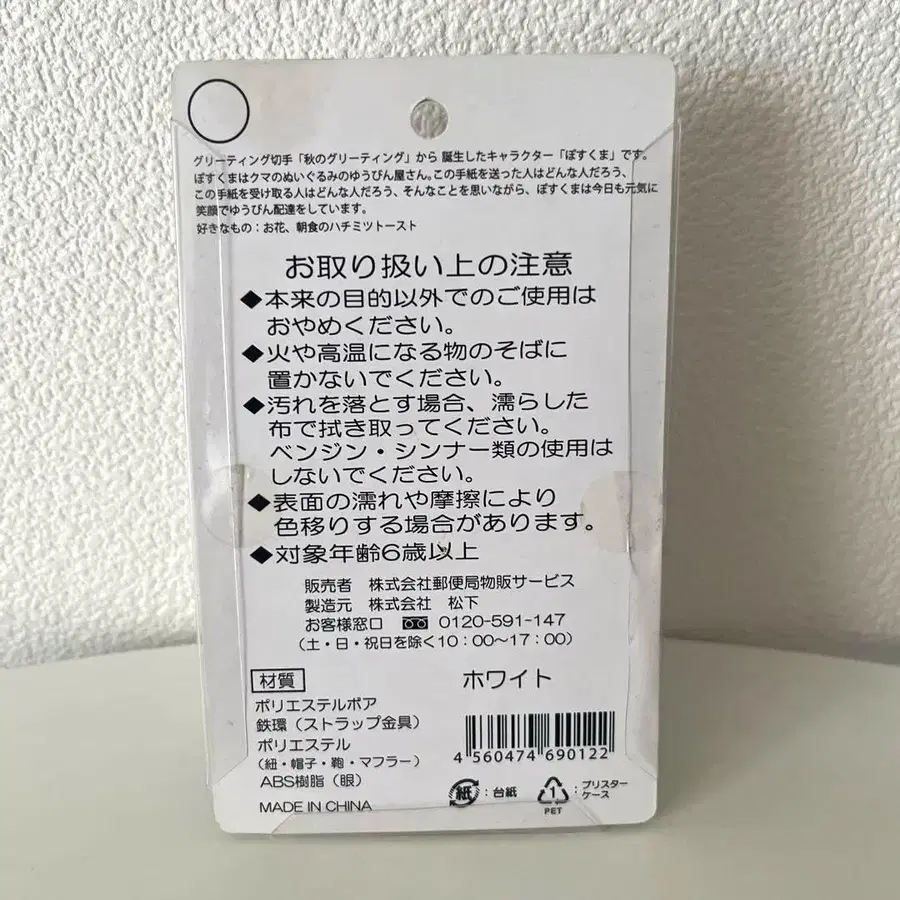 グリーティング切手「秋のグリーティング」から 誕生したキャラクター「ぽすくま」です。
ぽすくまはクマのぬいぐるみのゆうびん屋さん。この手紙を送った人はどんな人だろう、
この手紙を受け取る人はどんな人だろう、そんなことを思いながら、ぽすくまは今日も元気に
笑顔でゆうびん配達をしています。
好きなもの:お花、朝食のハチミツトースト
お取り扱い上の注意
◆本来の目的以外でのご使用は
おやめください。
◆火や高温になる物のそばに
置かないでください。
◆汚れを落とす場合、濡らした
布で拭き取ってください。
ベンジン・シンナー類の使用は
しないでください。
◆表面の濡れや摩擦により
色移りする場合があります。
◆対象年齢6歳以上
販売者 株式会社郵便局物販サービス
製造元 株式会社 松下
お客様窓口 0120-591-147
(土・日・祝日を除く10:00~17:00)
材質
ホワイト
ポリエステルボア
鉄環(ストラップ金具)
ポリエステル
(紐・帽子・鞄・マフラー)
ABS樹脂(眼)
MADE IN CHINA
4 560474 690122
紙:台紙
1 PET:ブリスターケース